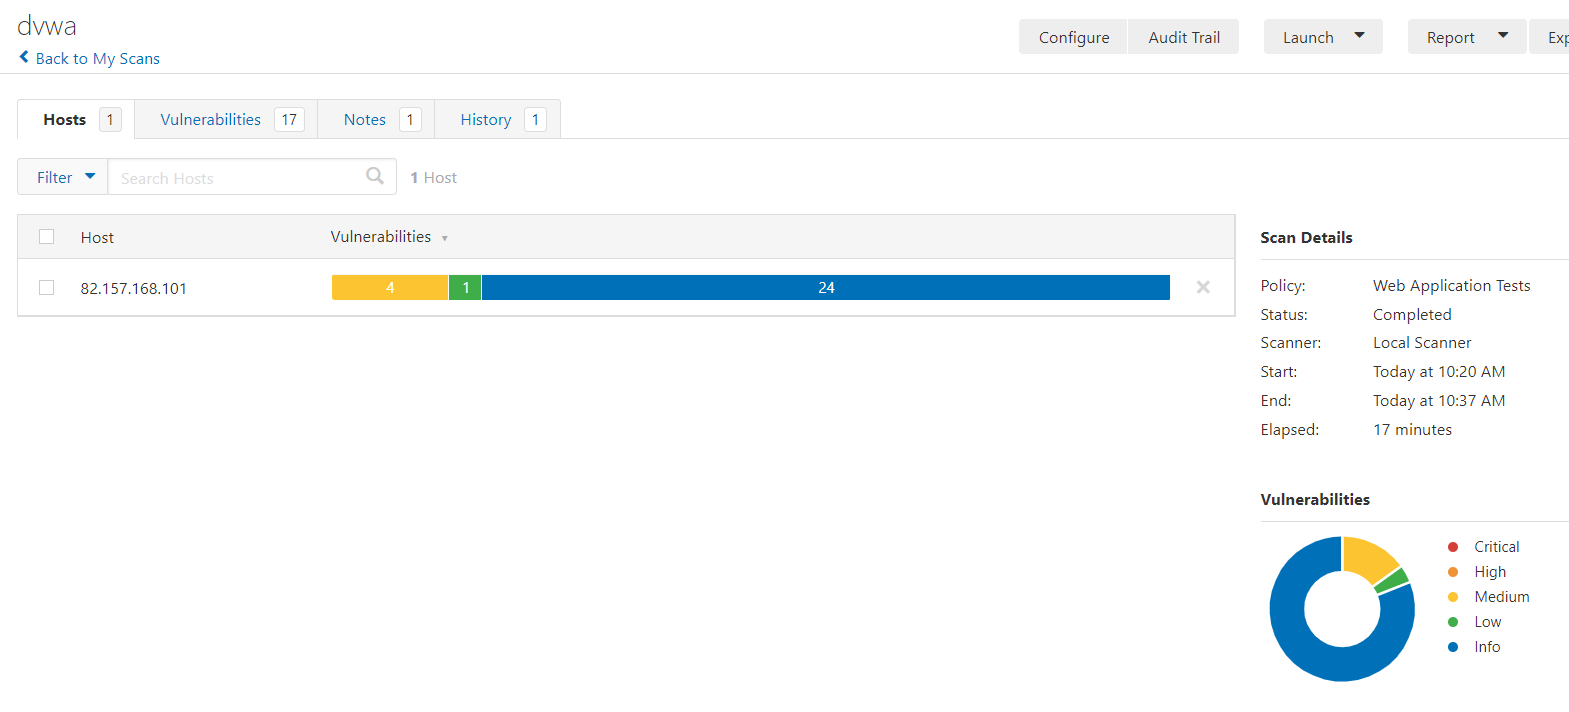 dvwa
Back to My Scans
Configure Audit Trail Launch Report Exp
Hosts 1 Vulnerabilities 17 Notes 1 History 1
Filter Search Hosts 1 Host
Host Vulnerabilities
82.157.168.101 4 1 24
Scan Details
Policy: Web Application Tests
Status: Completed
Scanner: Local Scanner
Start: Today at 10:20 AM
End: Today at 10:37 AM
Elapsed: 17 minutes
Vulnerabilities
Critical
High
Medium
Low
Info